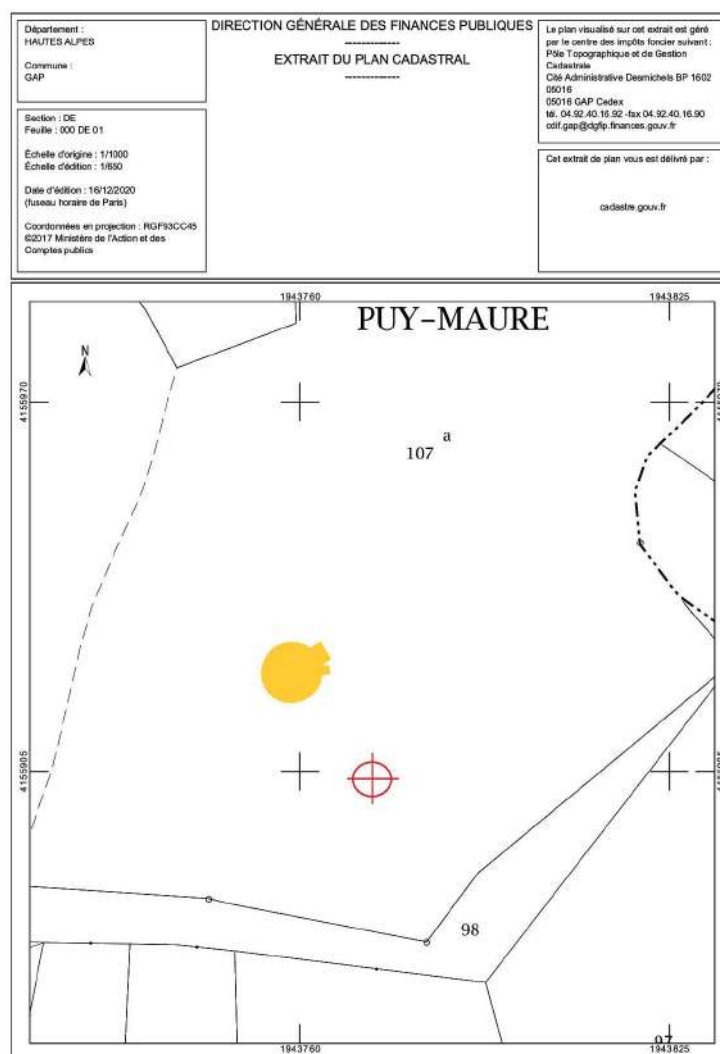 Département :
HAUTES ALPES
Commune :
GAP
Section : DE
Feuille : 000 DE 01
Échelle d'origine : 1/1000
Échelle d'édition : 1/650
Date d'édition : 16/12/2020
(fuseau horaire de Paris)
Coordonnées en projection : RGF93CC45
©2017 Ministère de l'Action et des
Comptes publics
DIRECTION GÉNÉRALE DES FINANCES PUBLIQUES
-------------
EXTRAIT DU PLAN CADASTRAL
-------------
Le plan visualisé sur cet extrait est géré
par le centre des impôts foncier suivant :
Pôle Topographique et de Gestion
Cadastrale
Cité Administrative Desmichels BP 1602
05016
05016 GAP Cedex
tél. 04.92.40.16.92 -fax 04.92.40.16.90
cdif.gap@dgfip.finances.gouv.fr
Cet extrait de plan vous est délivré par :
cadastre.gouv.fr
1943760
1943825
PUY-MAURE
N
4155970
4155970
a
107
4155905
4155905
98
97
1943760
1943825